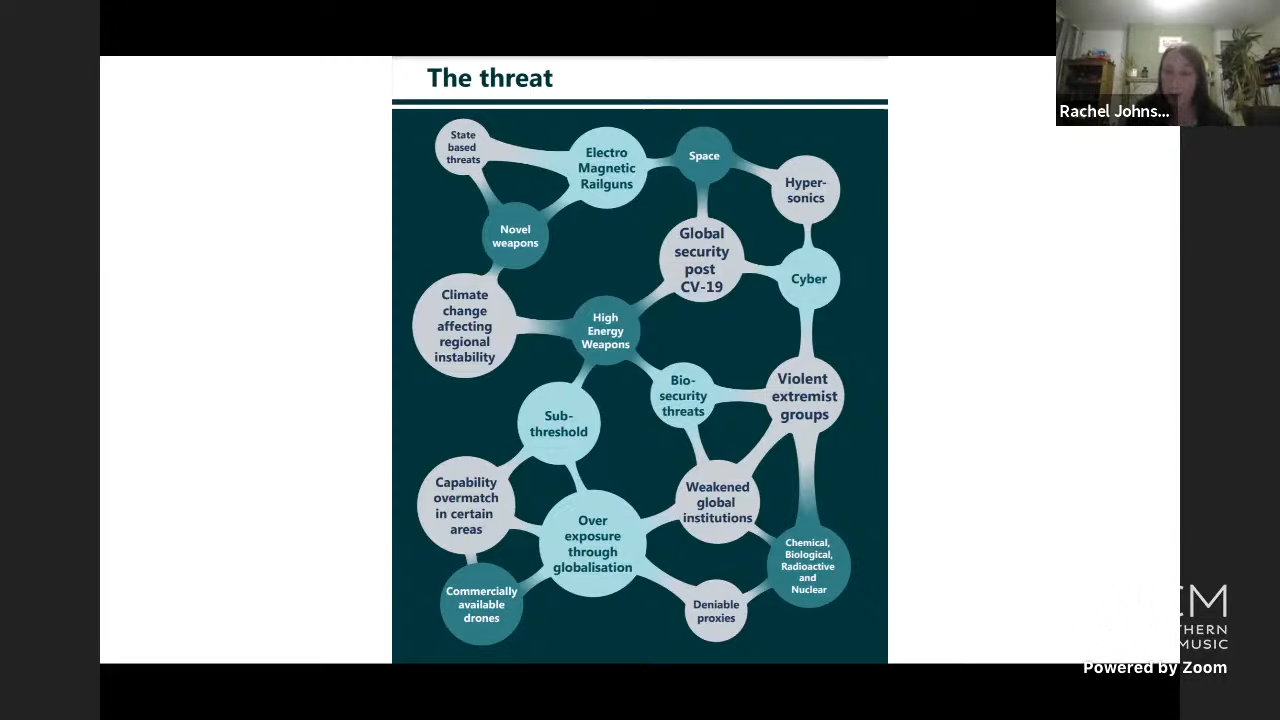 The threat
Rachel Johns...
State
based
threats
Electro
Magnetic
Railguns
Space
Hyper-
sonics
Novel
weapons
Global
security
post
CV-19
Cyber
Climate
change
affecting
regional
instability
High
Energy
Weapons
Bio-
security
threats
Violent
extremist
groups
Sub-
threshold
Capability
overmatch
in certain
areas
Weakened
global
institutions
Over
exposure
through
globalisation
Chemical,
Biological,
Radioactive
and
Nuclear
Commercially
available
drones
Deniable
proxies
CM
THERN
MUSIC
Powered by Zoom